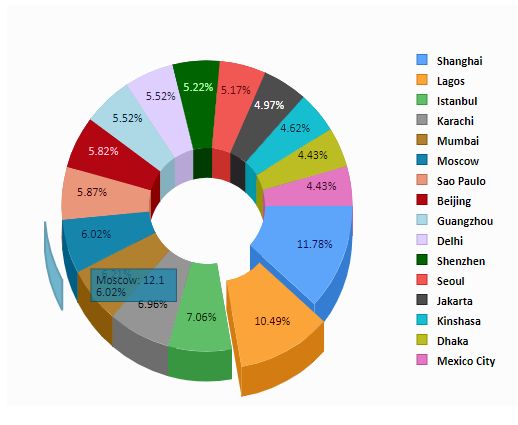 Shanghai
Lagos
Istanbul
Karachi
Mumbai
Moscow
Sao Paulo
Beijing
Guangzhou
Delhi
Shenzhen
Seoul
Jakarta
Kinshasa
Dhaka
Mexico City
11.78%
10.49%
7.06%
6.96%
6.02%
5.87%
5.82%
5.52%
5.52%
5.22%
5.17%
4.97%
4.62%
4.43%
4.43%
Moscow: 12.1
6.02%